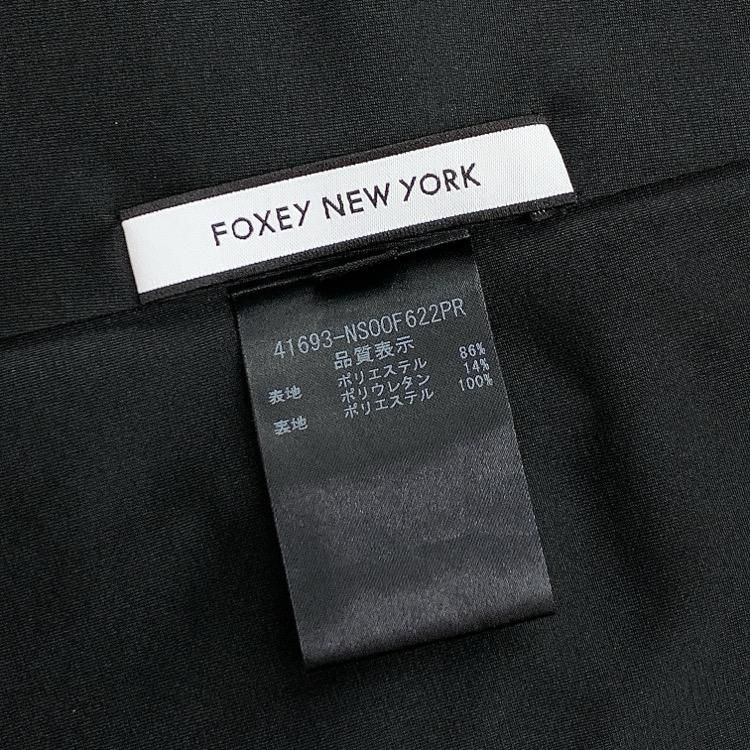 FOXEY NEW YORK
41693-NS00F622PR
品質表示
表地 ポリエステル 86%
ポリウレタン 14%
表地 ポリエステル 100%